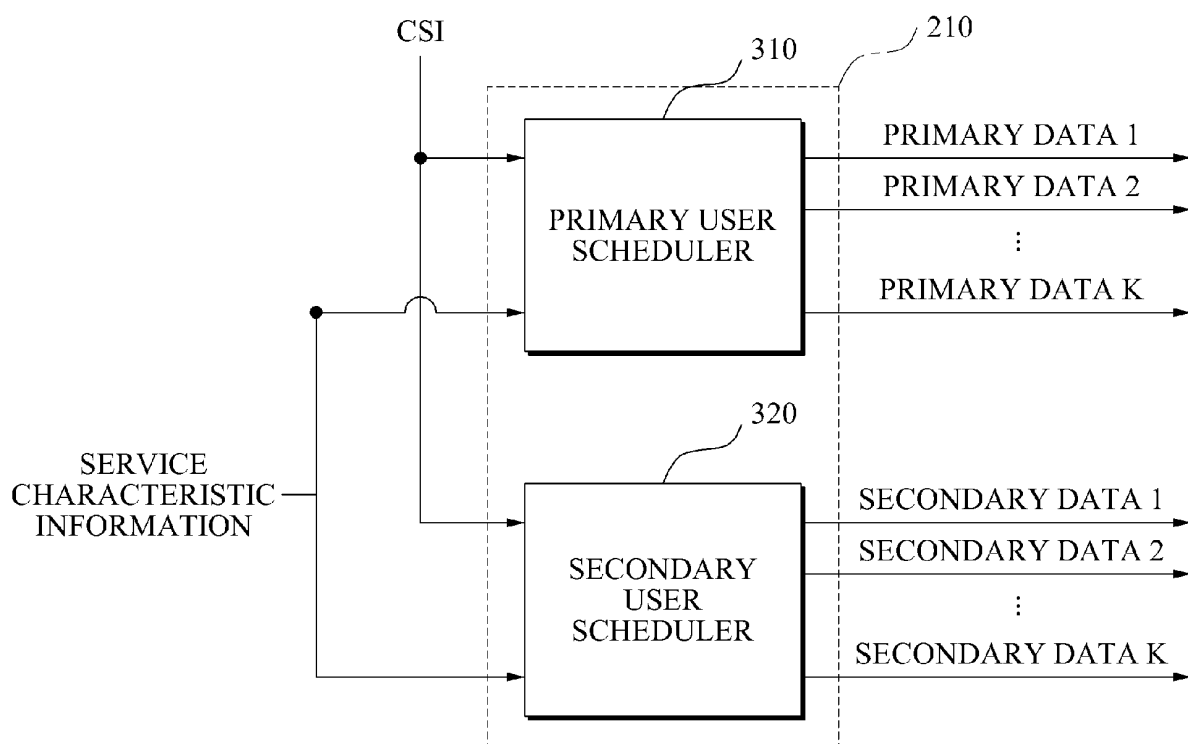 CSI
310
210
PRIMARY USER
SCHEDULER
PRIMARY DATA 1
PRIMARY DATA 2
⋮
PRIMARY DATA K
SERVICE
CHARACTERISTIC
INFORMATION
320
SECONDARY
USER
SCHEDULER
SECONDARY DATA 1
SECONDARY DATA 2
⋮
SECONDARY DATA K